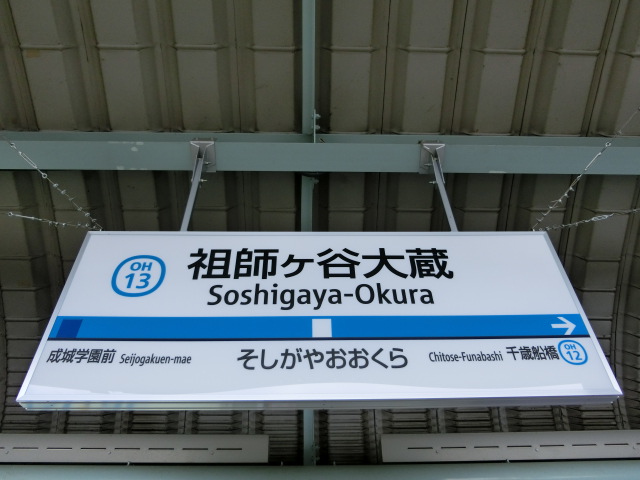 OH
13
祖師ヶ谷大蔵
Soshigaya-Okura
成城学園前 Seijogakuen-mae
そしがやおおくら
Chitose-Funabashi 千歳船橋
OH
12